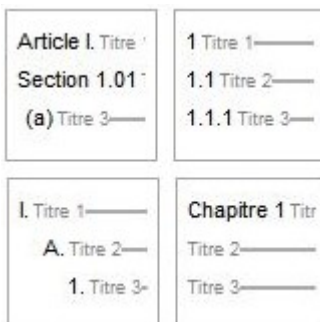 Article I. Titre
Section 1.01
(a) Titre 3
1 Titre 1
1.1 Titre 2
1.1.1 Titre 3
I. Titre 1
A. Titre 2
1. Titre 3
Chapitre 1 Titr
Titre 2
Titre 3